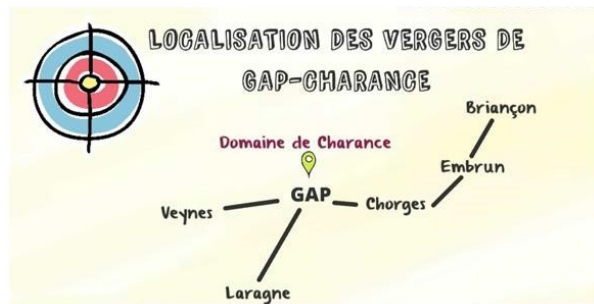 LOCALISATION DES VERGERS DE
GAP-CHARANCE
Briançon
Domaine de Charance
Embrun
GAP
Chorges
Veynes
Laragne